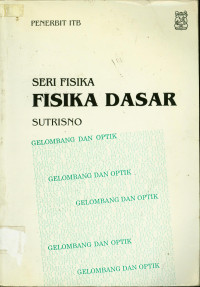 PENERBIT ITB
SERI FISIKA
FISIKA DASAR
SUTRISNO
GELOMBANG DAN OPTIK
GELOMBANG DAN OPTIK
GELOMBANG DAN OPTIK
GELOMBANG DAN OPTIK
GELOMBANG DAN OPTIK